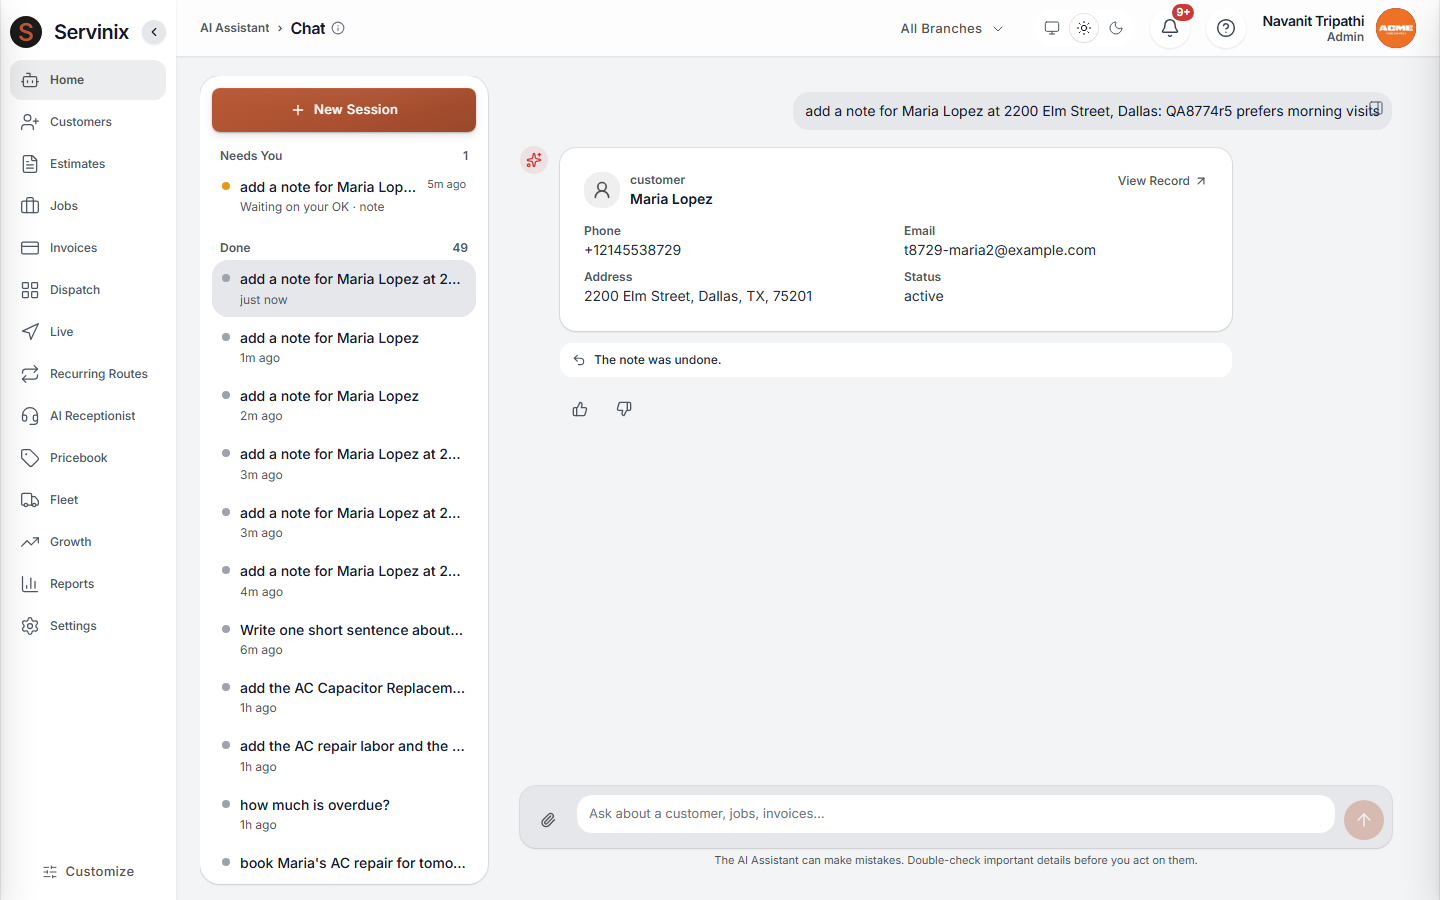 S Servinix
Home
Customers
Estimates
Jobs
Invoices
Dispatch
Live
Recurring Routes
AI Receptionist
Pricebook
Fleet
Growth
Reports
Settings
Customize
AI Assistant › Chat
All Branches
9+
Navanit Tripathi
Admin
ACME
+ New Session
Needs You 1
add a note for Maria Lop... 5m ago
Waiting on your OK · note
Done 49
add a note for Maria Lopez at 2...
just now
add a note for Maria Lopez
1m ago
add a note for Maria Lopez
2m ago
add a note for Maria Lopez at 2...
3m ago
add a note for Maria Lopez at 2...
3m ago
add a note for Maria Lopez at 2...
4m ago
Write one short sentence about...
6m ago
add the AC Capacitor Replacem...
1h ago
add the AC repair labor and the ...
1h ago
how much is overdue?
1h ago
book Maria's AC repair for tomo...
add a note for Maria Lopez at 2200 Elm Street, Dallas: QA8774r5 prefers morning visits
customer
Maria Lopez
View Record
Phone
+12145538729
Email
t8729-maria2@example.com
Address
2200 Elm Street, Dallas, TX, 75201
Status
active
The note was undone.
Ask about a customer, jobs, invoices...
The AI Assistant can make mistakes. Double-check important details before you act on them.